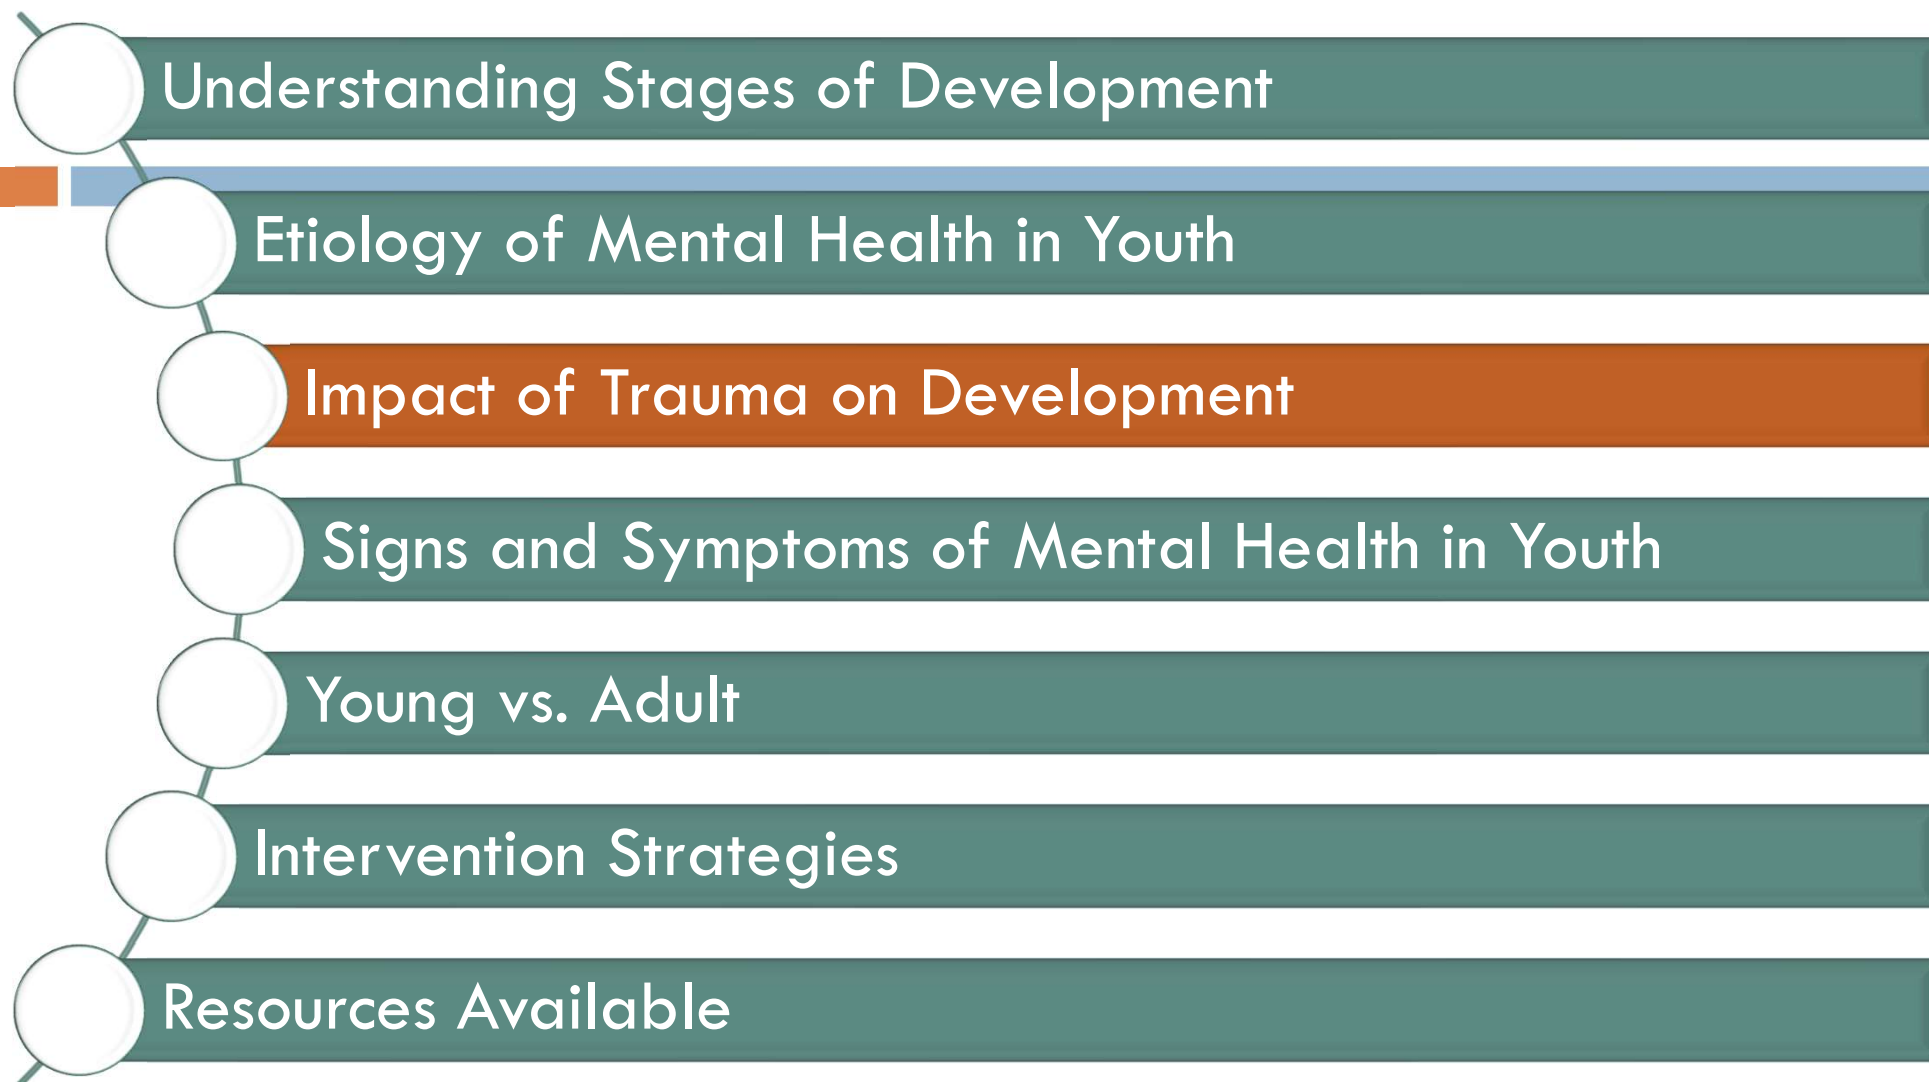 Understanding Stages of Development
Etiology of Mental Health in Youth
Impact of Trauma on Development
Signs and Symptoms of Mental Health in Youth
Young vs. Adult
Intervention Strategies
Resources Available